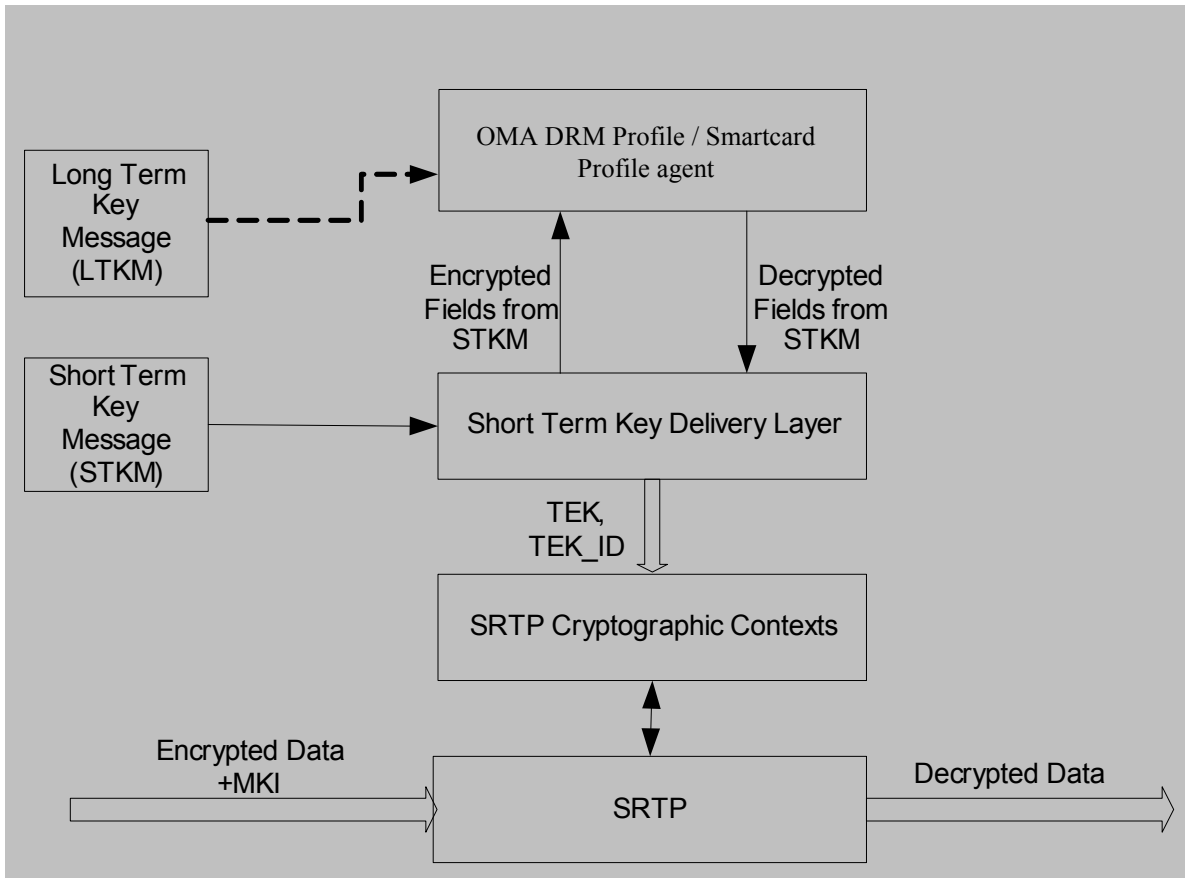 OMA DRM Profile / Smartcard
Profile agent
Long Term
Key
Message
(LTKM)
Encrypted
Fields from
STKM
Decrypted
Fields from
STKM
Short Term
Key
Message
(STKM)
Short Term Key Delivery Layer
TEK,
TEK_ID
SRTP Cryptographic Contexts
Encrypted Data
+MKI
SRTP
Decrypted Data